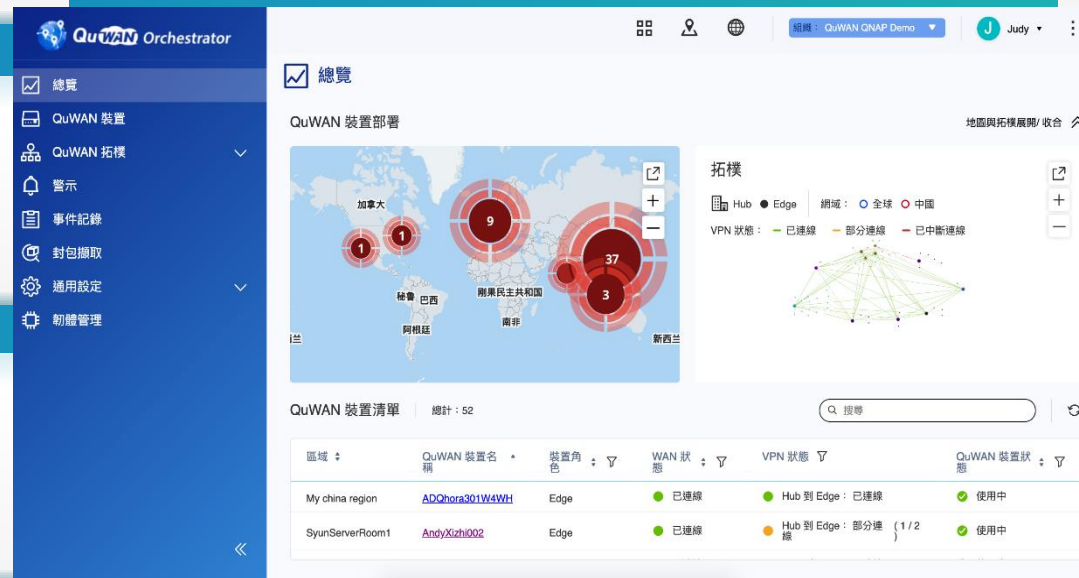 QuWAN Orchestrator
組織： QuWAN QNAP Demo
J Judy
總覽
QuWAN 裝置
QuWAN 拓樸
警示
事件記錄
封包擷取
通用設定
韌體管理
總覽
QuWAN 裝置部署
地圖與拓樸展開/ 收合
加拿大
秘魯
巴西
阿根廷
剛果民主共和国
南非
新西兰
兰
1
1
9
37
3
拓樸
Hub Edge 網域： 全球 中國
VPN 狀態： 已連線 部分連線 已中斷連線
QuWAN 裝置清單 總計：52
搜尋
區域 QuWAN 裝置名稱 裝置角色 WAN 狀態 VPN 狀態 QuWAN 裝置狀態
My china region ADQhora301W4WH Edge 已連線 Hub 到 Edge： 已連線 使用中
SyunServerRoom1 AndyXizhi002 Edge 已連線 Hub 到 Edge： 部分連線 (1/2) 使用中